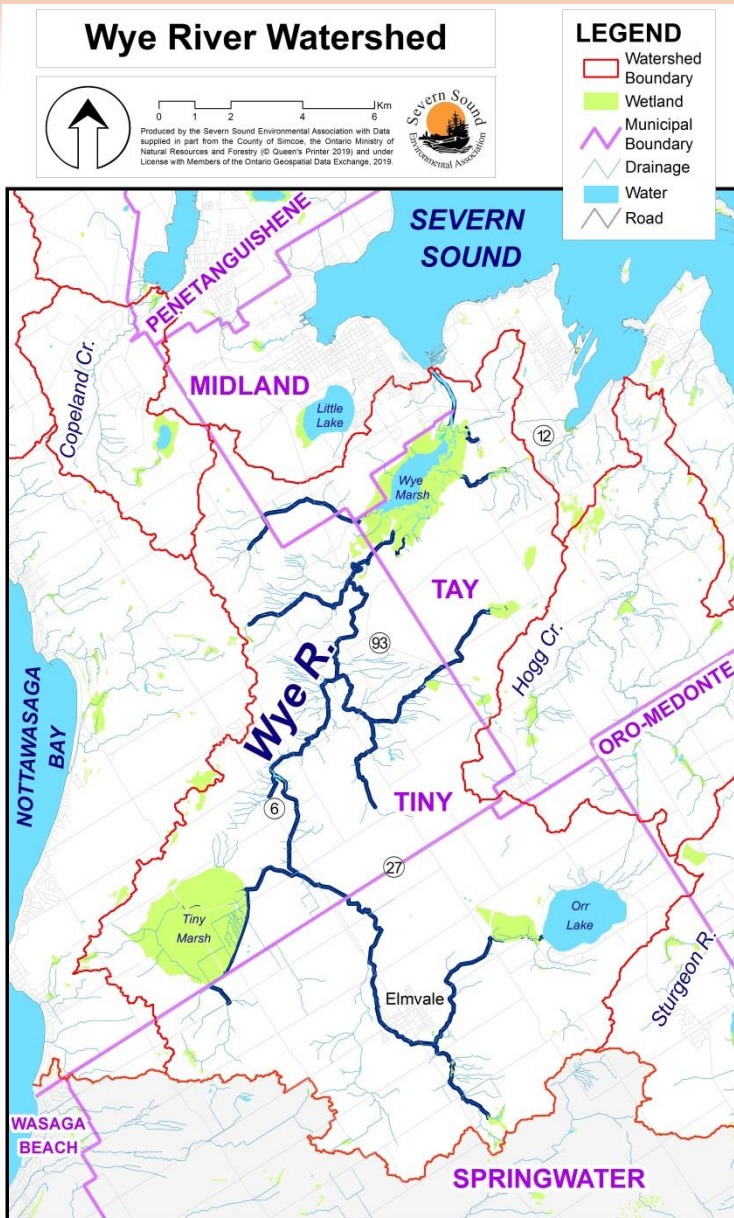 Wye River Watershed
0 1 2 4 6 Km
Produced by the Severn Sound Environmental Association with Data
supplied in part from the County of Simcoe, the Ontario Ministry of
Natural Resources and Forestry (© Queen's Printer 2019) and under
License with Members of the Ontario Geospatial Data Exchange, 2019.
Severn Sound
Environmental Association
LEGEND
Watershed
Boundary
Wetland
Municipal
Boundary
Drainage
Water
Road
SEVERN
SOUND
PENETANGUISHENE
MIDLAND
Copeland Cr.
Little
Lake
12
Wye
Marsh
TAY
93
Hogg Cr.
Wye R.
NOTTAWASAGA
BAY
ORO-MEDONTE
TINY
6
27
Tiny
Marsh
Orr
Lake
Sturgeon R.
Elmvale
WASAGA
BEACH
SPRINGWATER